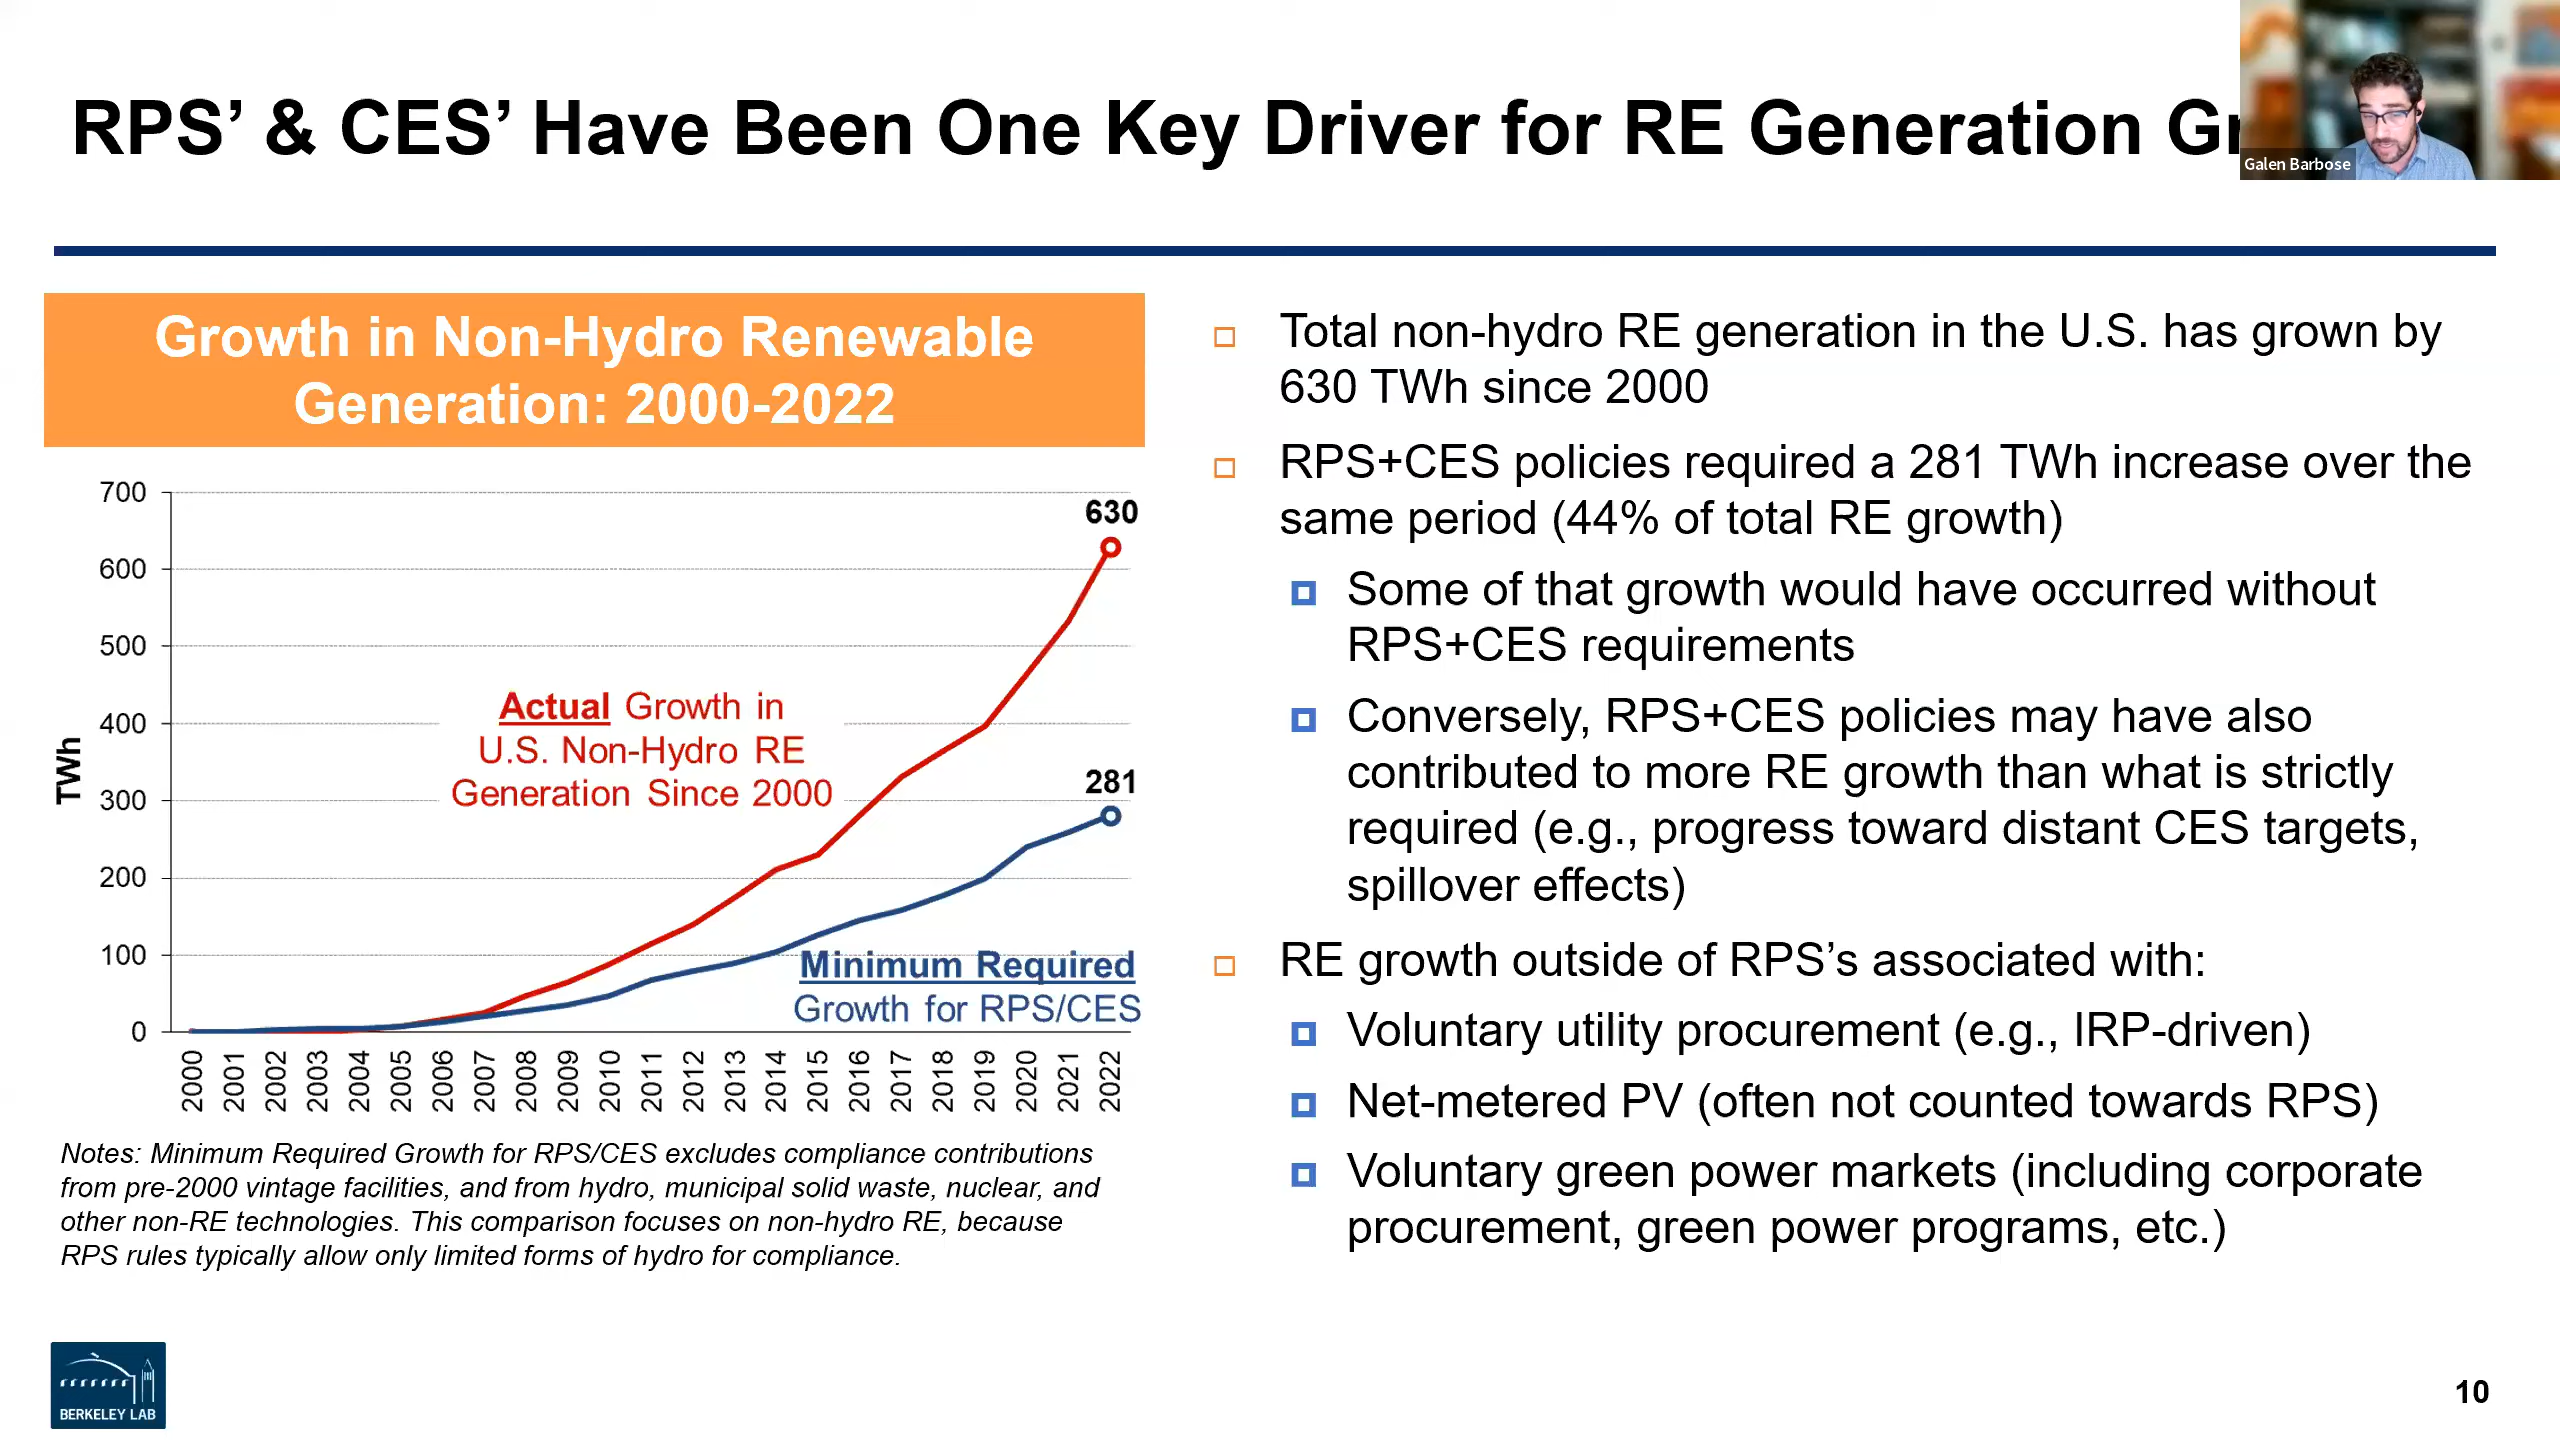 RPS’ & CES’ Have Been One Key Driver for RE Generation
Galen Barbose
Growth in Non-Hydro Renewable
Generation: 2000-2022
TWh
700
600
500
400
300
200
100
0
630
281
Actual Growth in
U.S. Non-Hydro RE
Generation Since 2000
Minimum Required
Growth for RPS/CES
2000
2001
2002
2003
2004
2005
2006
2007
2008
2009
2010
2011
2012
2013
2014
2015
2016
2017
2018
2019
2020
2021
2022
Notes: Minimum Required Growth for RPS/CES excludes compliance contributions
from pre-2000 vintage facilities, and from hydro, municipal solid waste, nuclear, and
other non-RE technologies. This comparison focuses on non-hydro RE, because
RPS rules typically allow only limited forms of hydro for compliance.
Total non-hydro RE generation in the U.S. has grown by
630 TWh since 2000
RPS+CES policies required a 281 TWh increase over the
same period (44% of total RE growth)
Some of that growth would have occurred without
RPS+CES requirements
Conversely, RPS+CES policies may have also
contributed to more RE growth than what is strictly
required (e.g., progress toward distant CES targets,
spillover effects)
RE growth outside of RPS’s associated with:
Voluntary utility procurement (e.g., IRP-driven)
Net-metered PV (often not counted towards RPS)
Voluntary green power markets (including corporate
procurement, green power programs, etc.)
BERKELEY LAB
10